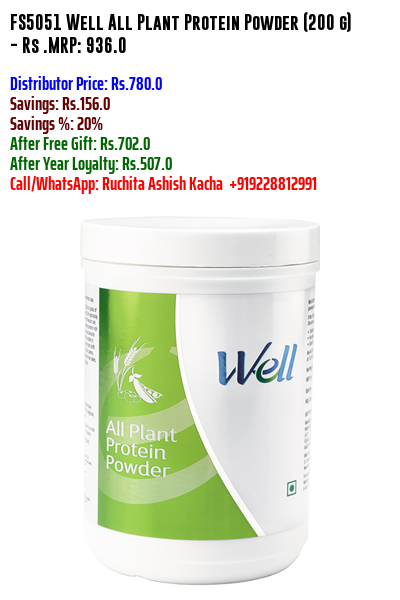 FS5051 Well All Plant Protein Powder (200 g)
- Rs .MRP: 936.0
Distributor Price: Rs.780.0
Savings: Rs.156.0
Savings %: 20%
After Free Gift: Rs.702.0
After Year Loyalty: Rs.507.0
Call/WhatsApp: Ruchita Ashish Kacha +919228812991
Well
All Plant
Protein
Powder